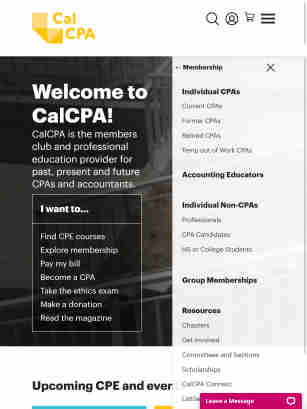 Cal
CPA
Membership
Welcome to
CalCPA!
CalCPA is the members
club and professional
education provider for
past, present and future
CPAs and accountants.
I want to...
Find CPE courses
Explore membership
Pay my bill
Become a CPA
Take the ethics exam
Make a donation
Read the magazine
Individual CPAs
Current CPAs
Former CPAs
Retired CPAs
Temp out of Work CPAs
Accounting Educators
Individual Non-CPAs
Professionals
CPA Candidates
HS or College Students
Group Memberships
Resources
Chapters
Get Involved
Committees and Sections
Scholarships
CalCPA Connect
Upcoming CPE and
Leave a Message